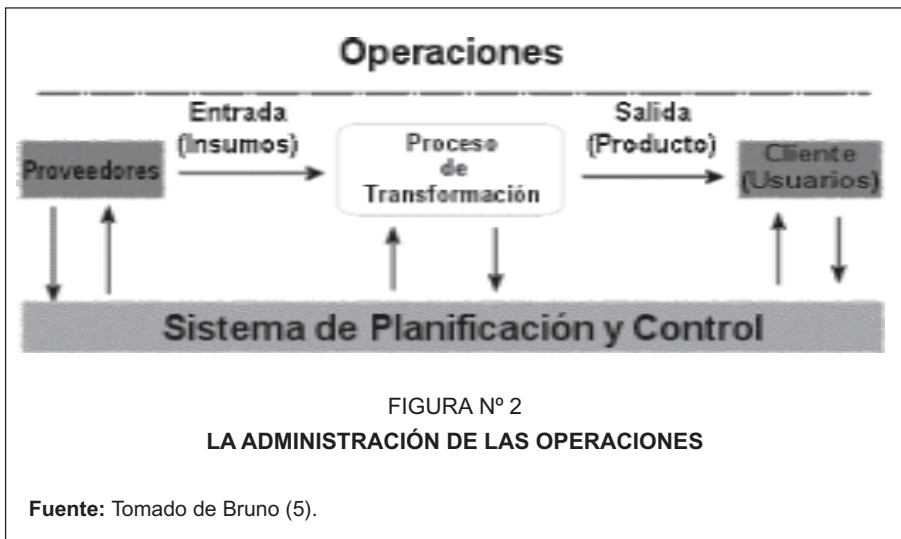 Operaciones
Entrada
(Insumos)
Salida
(Producto)
Proveedores
Proceso
de
Transformación
Cliente
(Usuarios)
Sistema de Planificación y Control
FIGURA Nº 2
LA ADMINISTRACIÓN DE LAS OPERACIONES
Fuente: Tomado de Bruno (5).